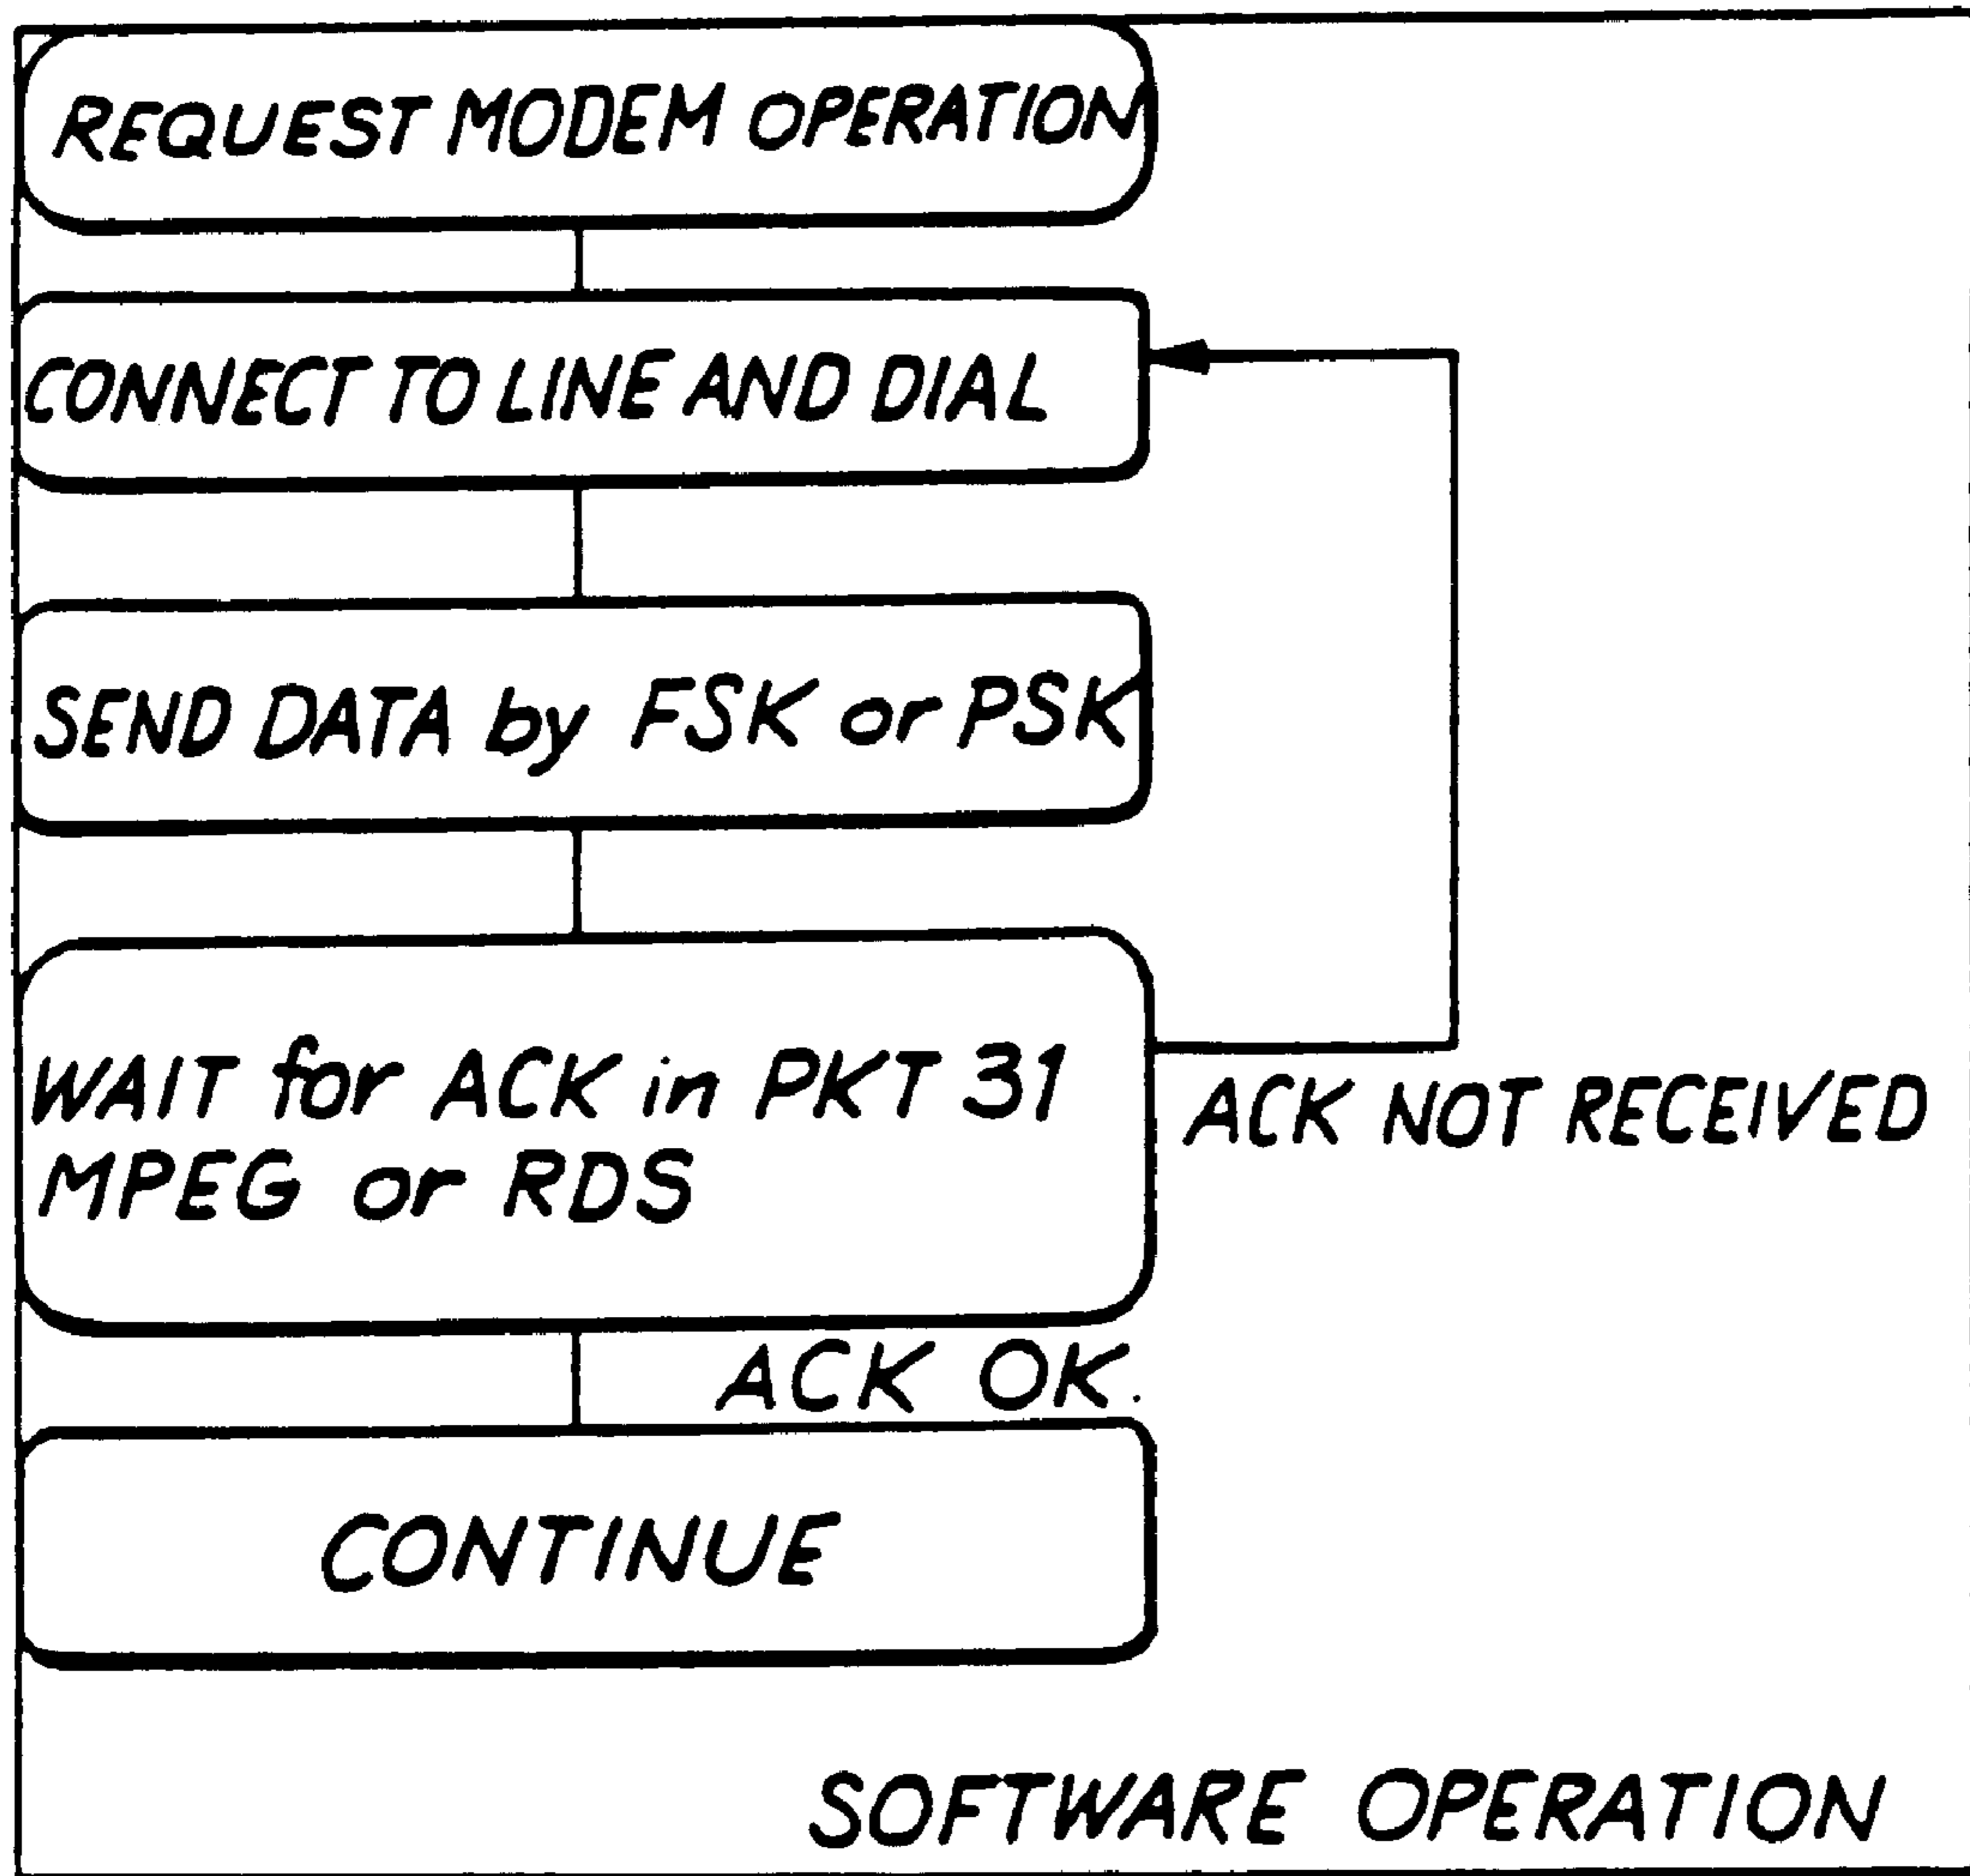 REQUEST MODEM OPERATION
CONNECT TO LINE AND DIAL
SEND DATA by FSK or PSK
WAIT for ACK in PKT 31
MPEG or RDS
ACK NOT RECEIVED
ACK OK.
CONTINUE
SOFTWARE OPERATION